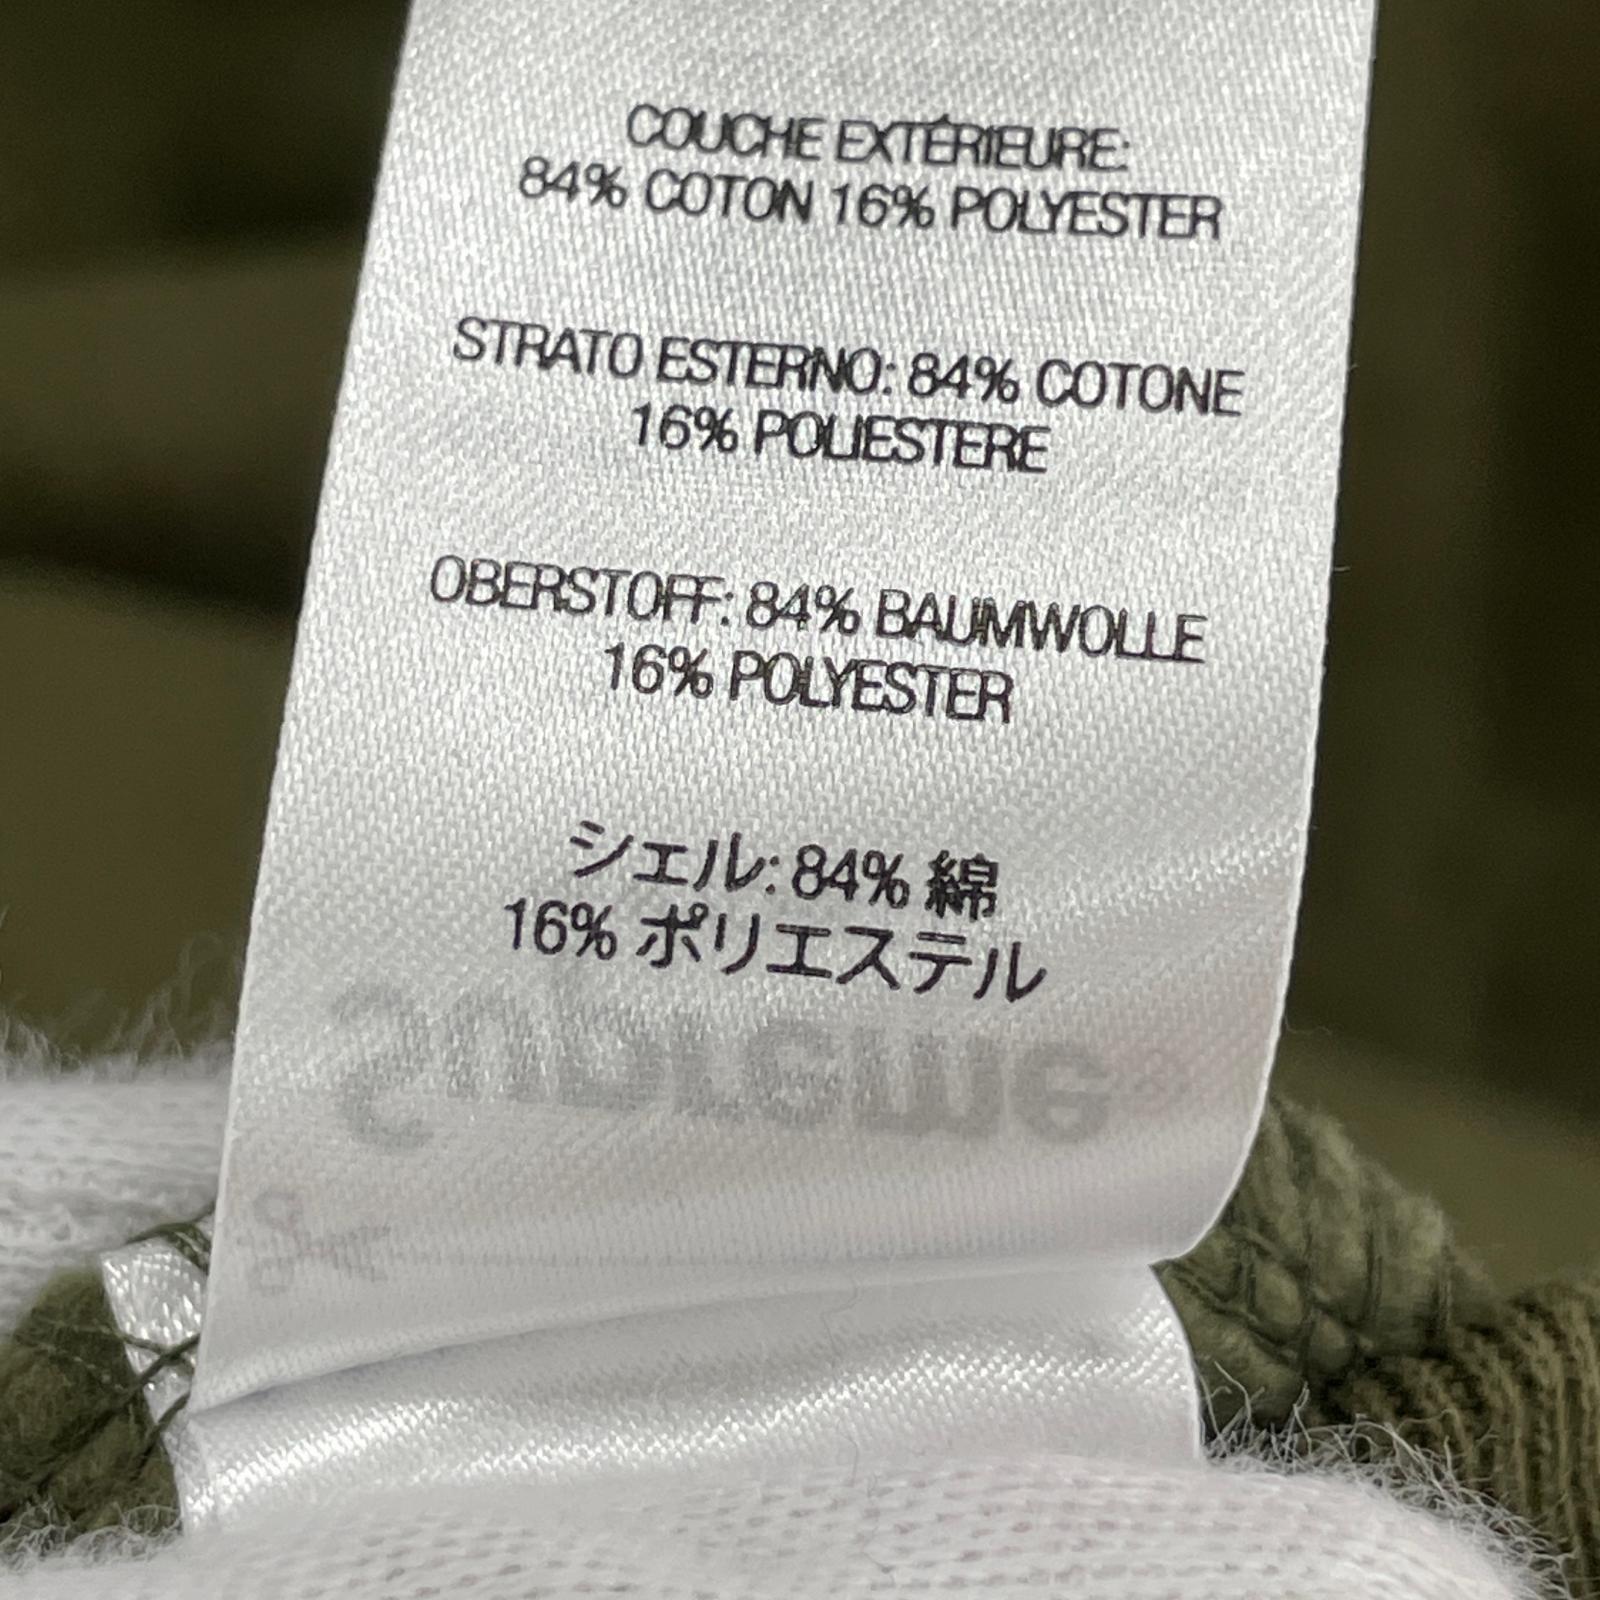 COUCHE EXTÉRIEURE:
84% COTON 16% POLYESTER
STRATO ESTERNO: 84% COTONE
16% POLIESTERE
OBERSTOFF: 84% BAUMWOLLE
16% POLYESTER
シェル: 84% 綿
16% ポリエステル